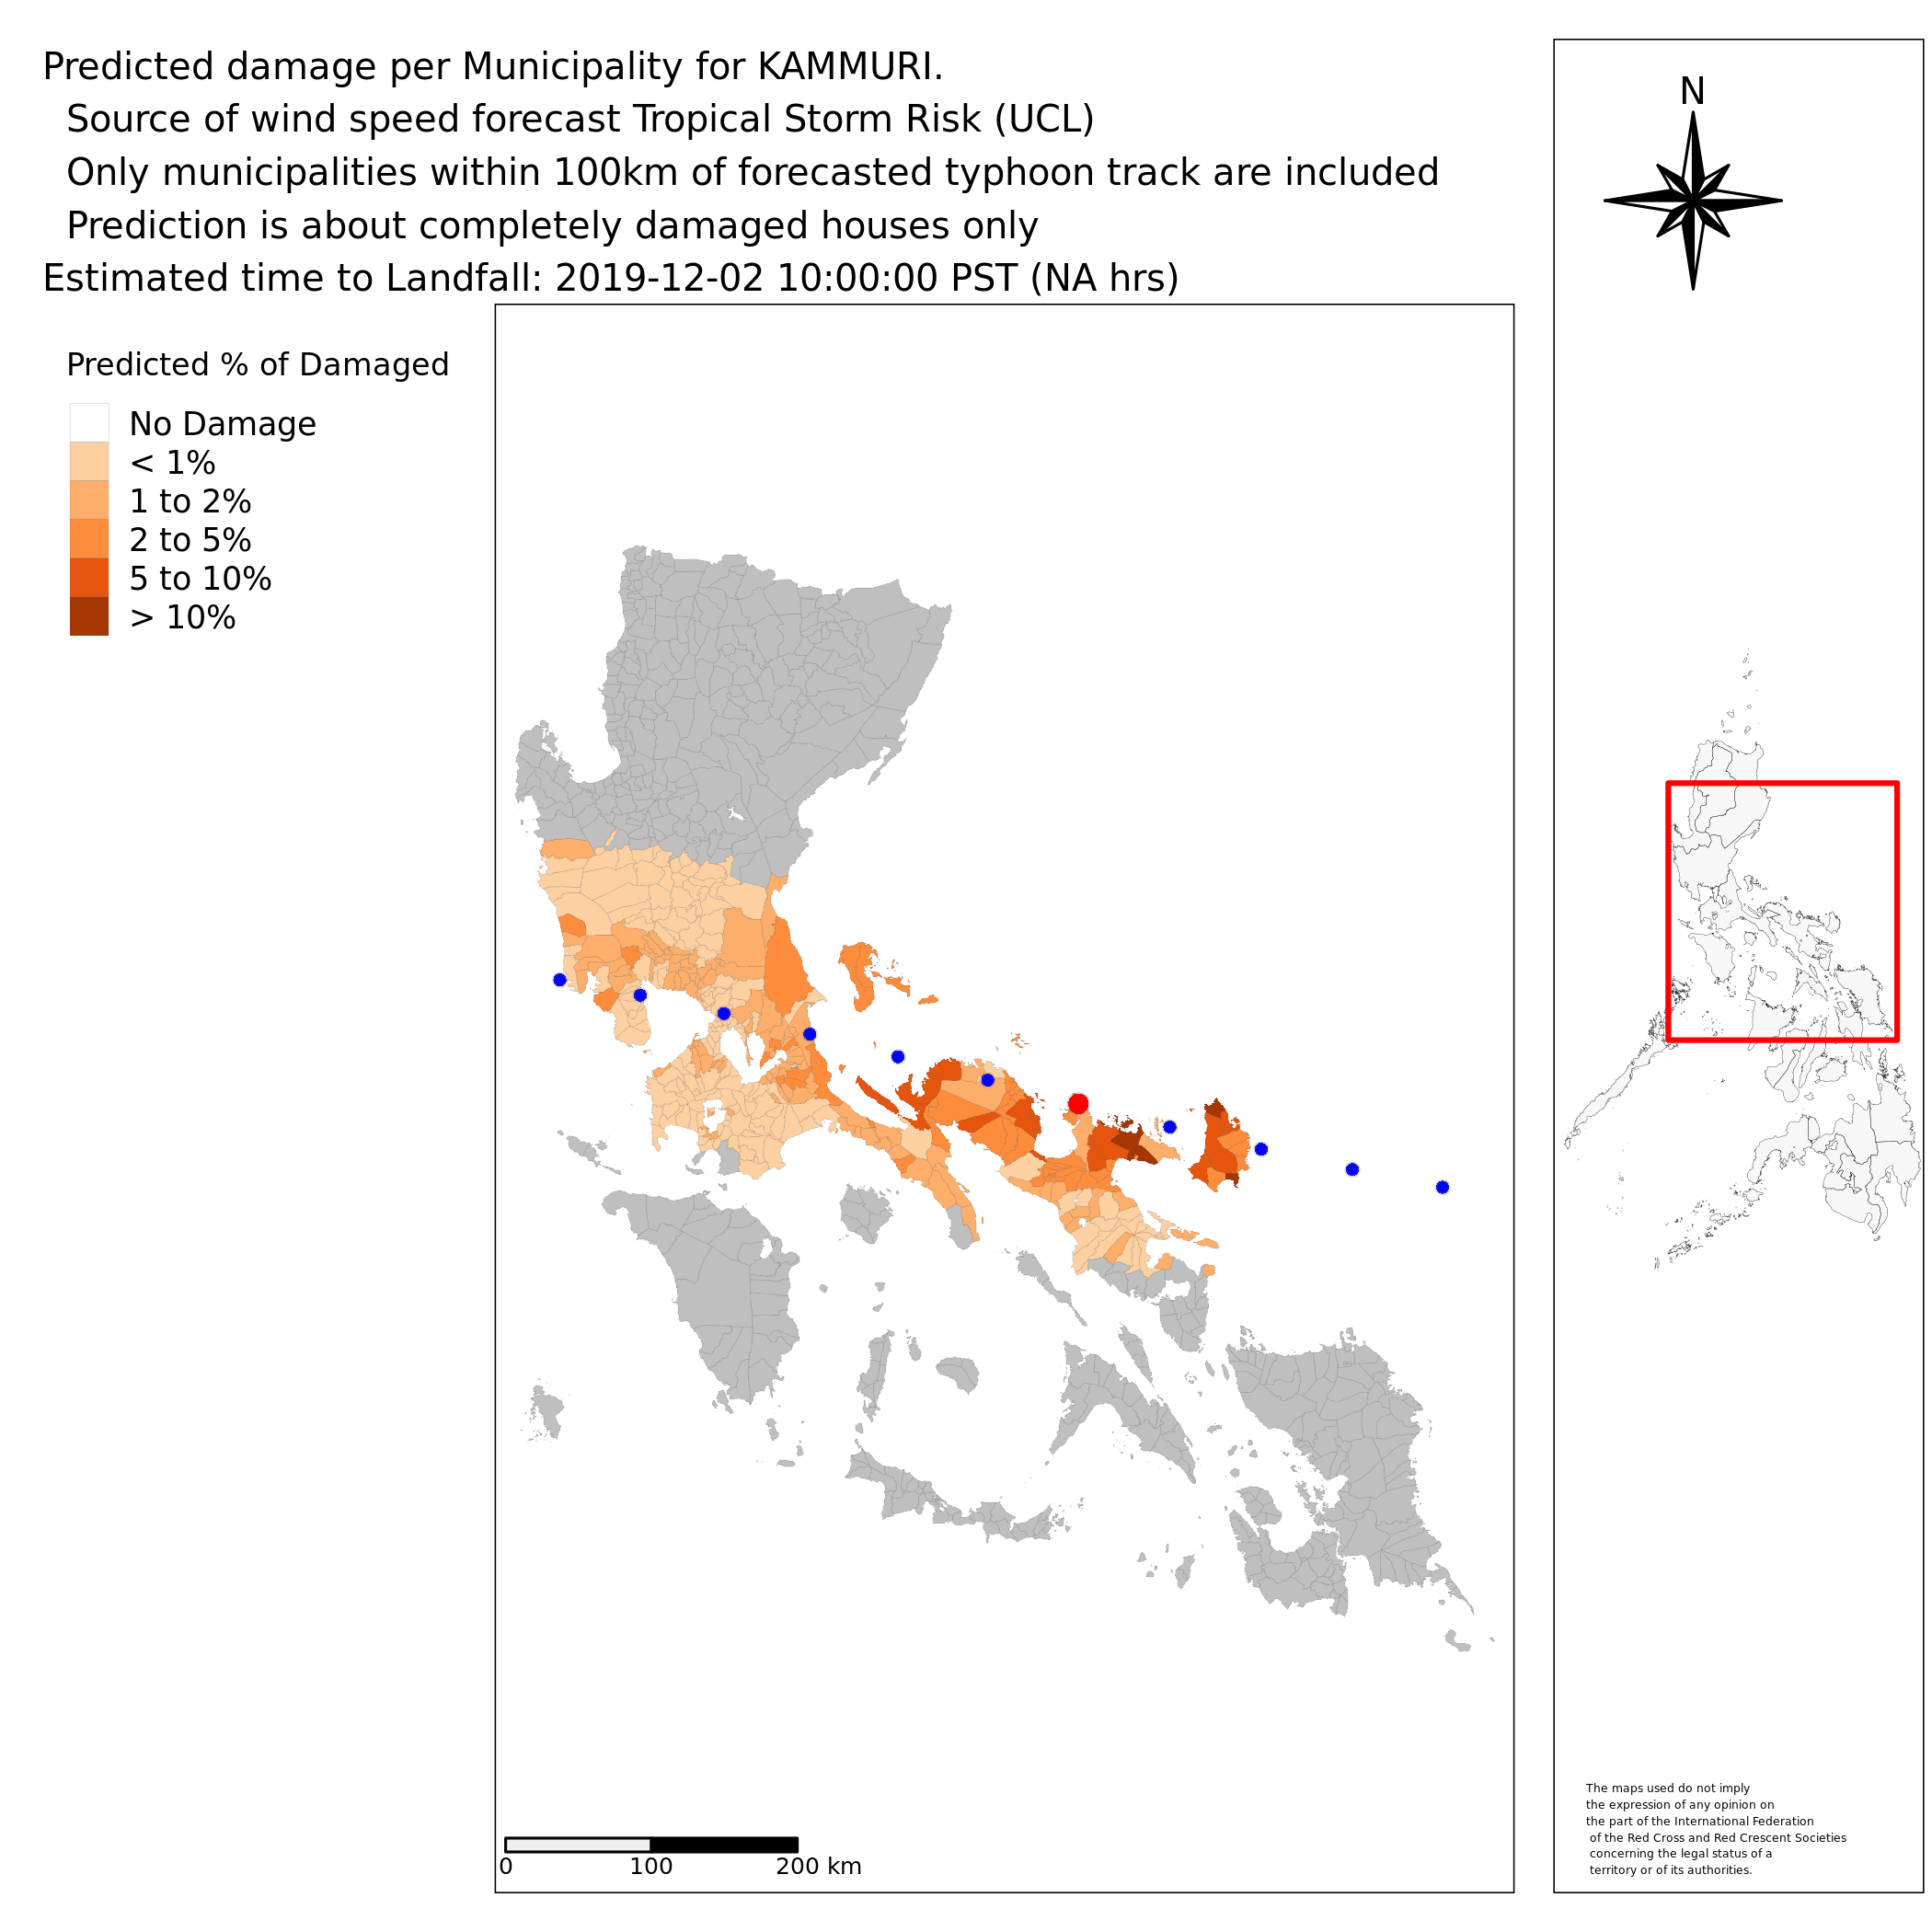 Predicted damage per Municipality for KAMMURI.
Source of wind speed forecast Tropical Storm Risk (UCL)
Only municipalities within 100km of forecasted typhoon track are included
Prediction is about completely damaged houses only
Estimated time to Landfall: 2019-12-02 10:00:00 PST (NA hrs)
Predicted % of Damaged
No Damage
< 1%
1 to 2%
2 to 5%
5 to 10%
> 10%
0 100 200 km
N
The maps used do not imply
the expression of any opinion on
the part of the International Federation
of the Red Cross and Red Crescent Societies
concerning the legal status of a
territory or of its authorities.